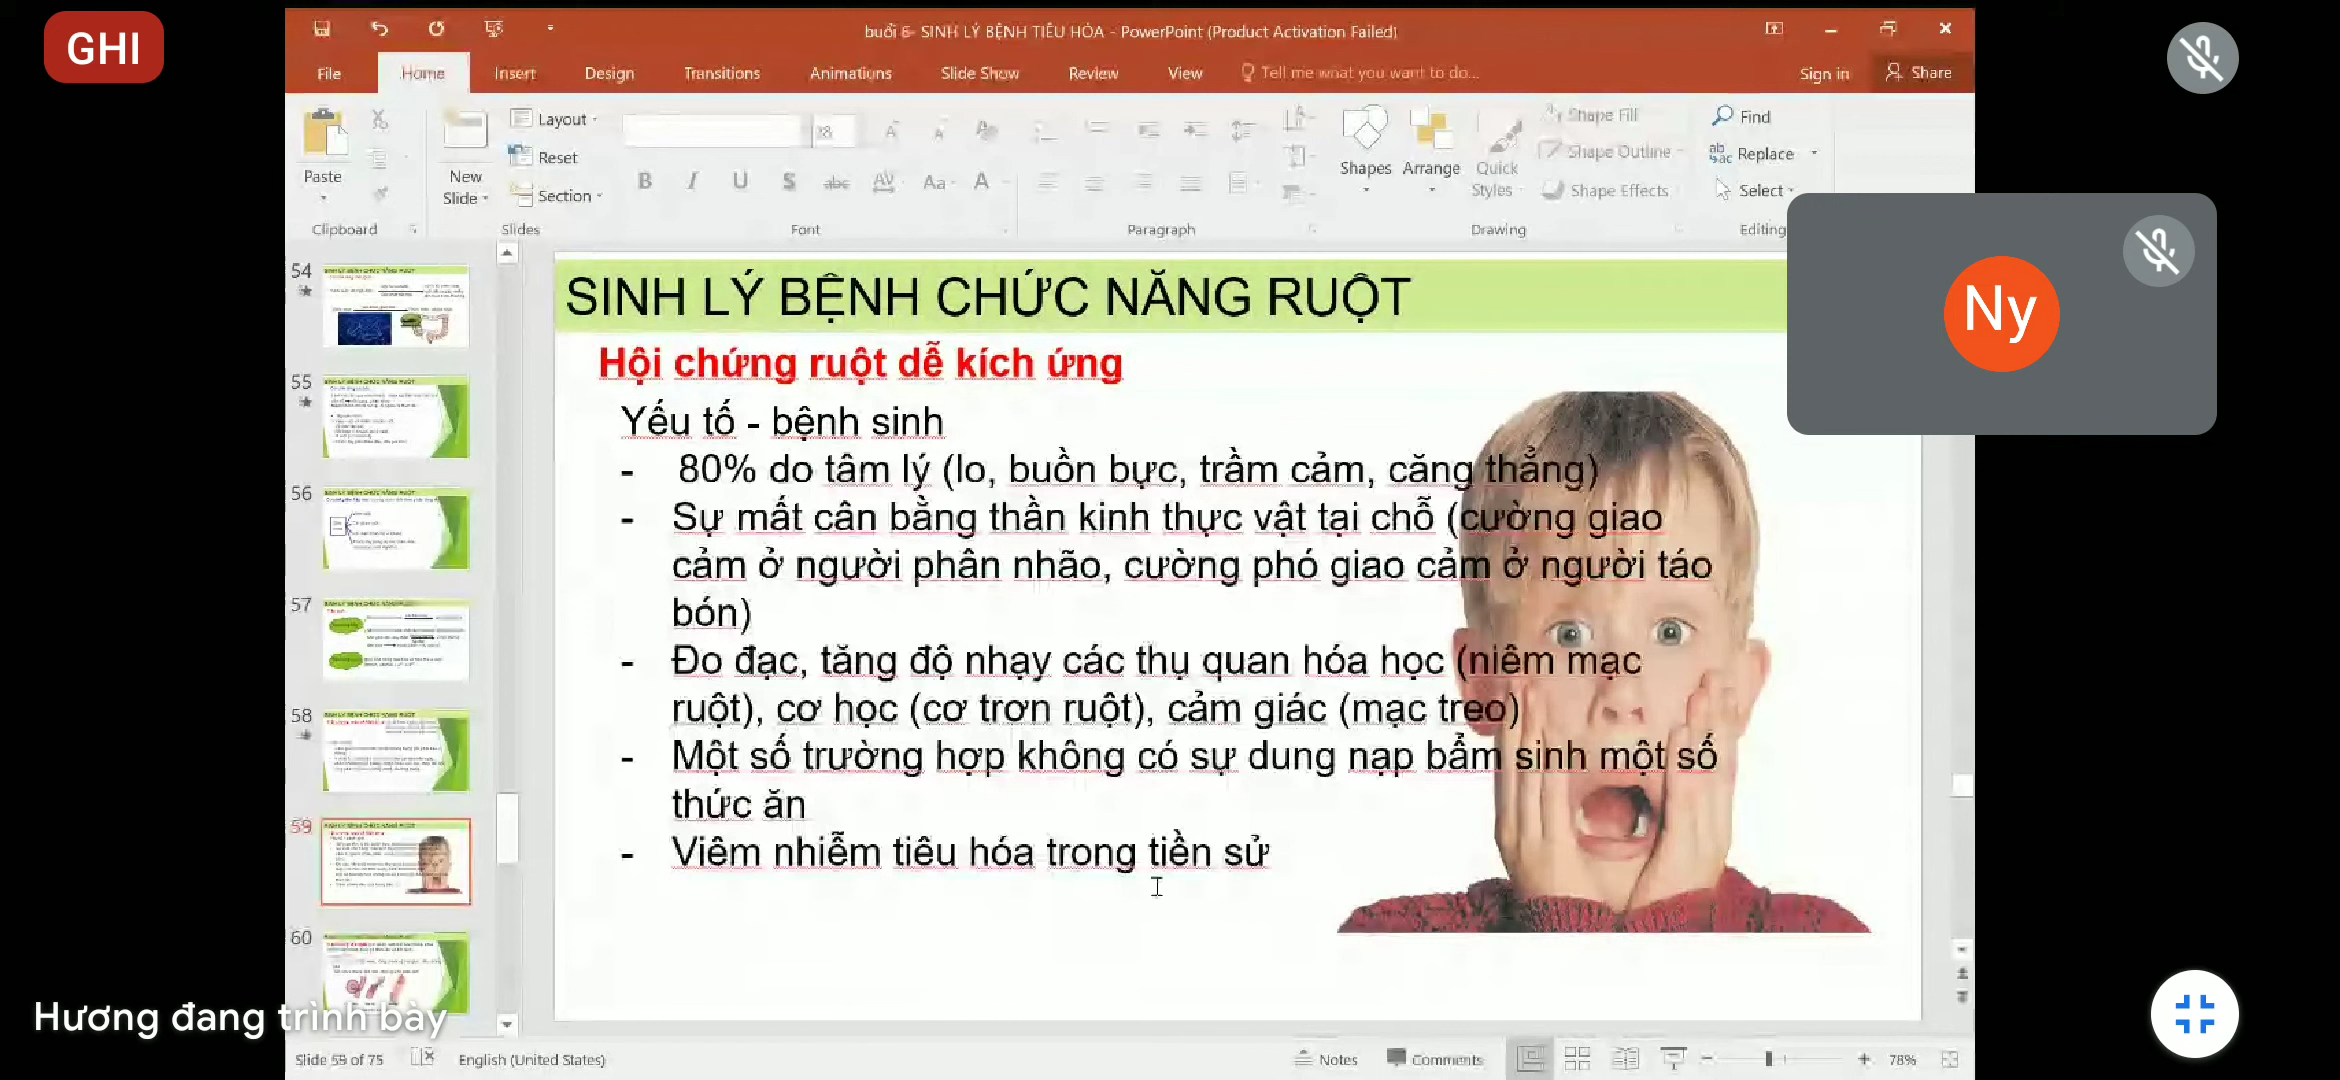 GHI
buổi 6- SINH LÝ BỆNH TIÊU HÓA - PowerPoint (Product Activation Failed)
File Home Insert Design Transitions Animations Slide Show Review View Tell me what you want to do... Sign in Share
Paste
Clipboard
New Slide
Layout
Reset
Section
Slides
B I U S abc AV Aa A
Font
Paragraph
Shapes
Arrange
Quick Styles
Shape Fill
Shape Outline
Shape Effects
Drawing
Find
Replace
Select
Editing
Ny
54
55
56
57
58
59
60
SINH LÝ BỆNH CHỨC NĂNG RUỘT
Hội chứng ruột dễ kích ứng
Yếu tố - bệnh sinh
- 80% do tâm lý (lo, buồn bực, trầm cảm, căng thẳng)
- Sự mất cân bằng thần kinh thực vật tại chỗ (cường giao
cảm ở người phân nhão, cường phó giao cảm ở người táo
bón)
- Đo đạc, tăng độ nhạy các thụ quan hóa học (niêm mạc
ruột), cơ học (cơ trơn ruột), cảm giác (mạc treo)
- Một số trường hợp không có sự dung nạp bẩm sinh một số
thức ăn
- Viêm nhiễm tiêu hóa trong tiền sử
Hương đang trình bày
Slide 59 of 75 English (United States) Notes Comments 78%